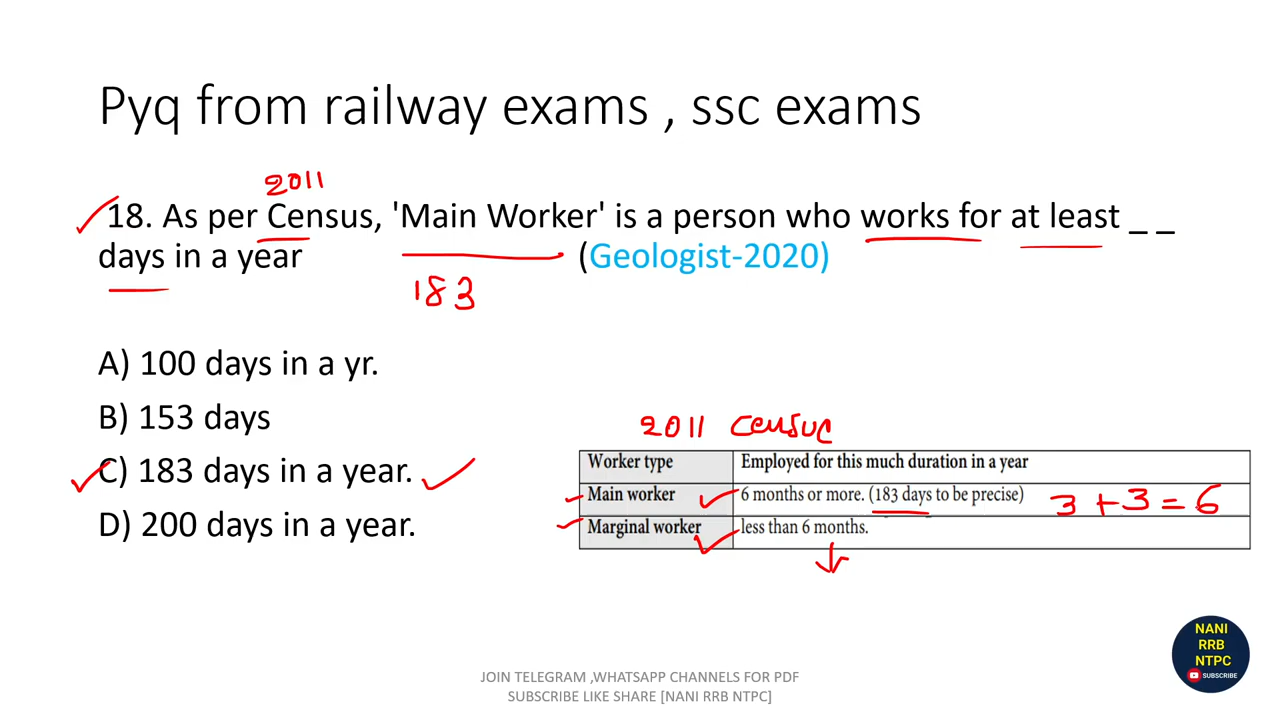 Pyq from railway exams , ssc exams
2011
18. As per Census, 'Main Worker' is a person who works for at least _ _
days in a year (Geologist-2020)
183
A) 100 days in a yr.
B) 153 days
C) 183 days in a year.
D) 200 days in a year.
2011 census
Worker type Employed for this much duration in a year
Main worker 6 months or more. (183 days to be precise) 3 + 3 = 6
Marginal worker less than 6 months.
NANI
RRB
NTPC
SUBSCRIBE
JOIN TELEGRAM ,WHATSAPP CHANNELS FOR PDF
SUBSCRIBE LIKE SHARE [NANI RRB NTPC]